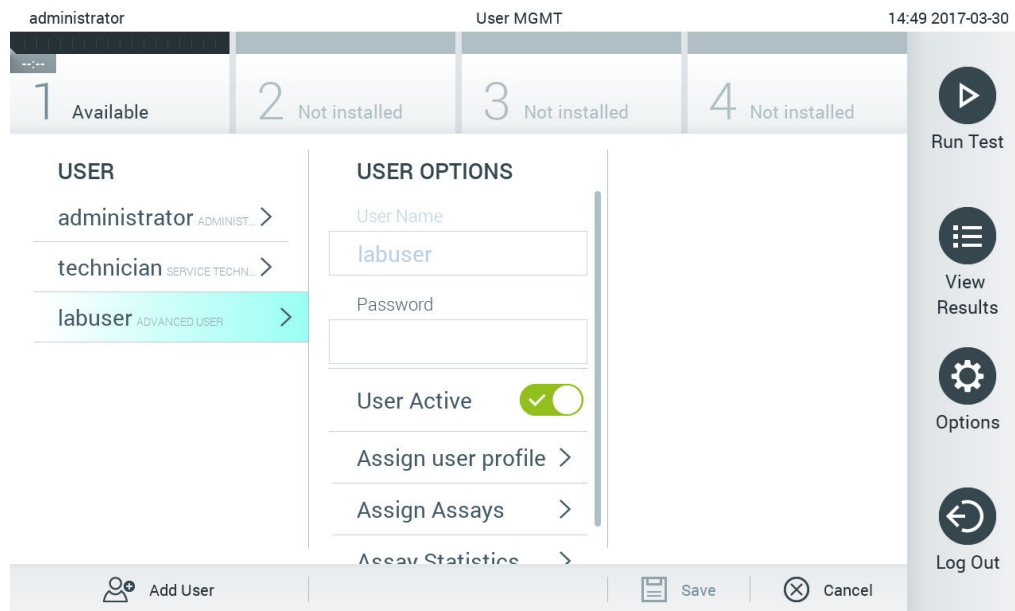 administrator User MGMT 14:49 2017-03-30
--:--
1 Available 2 Not installed 3 Not installed 4 Not installed
Run Test
USER
administrator ADMINIST...
technician SERVICE TECHN...
labuser ADVANCED USER
USER OPTIONS
User Name
labuser
Password
User Active
Assign user profile
Assign Assays
Assay Statistics
View
Results
Options
Log Out
Add User Save Cancel